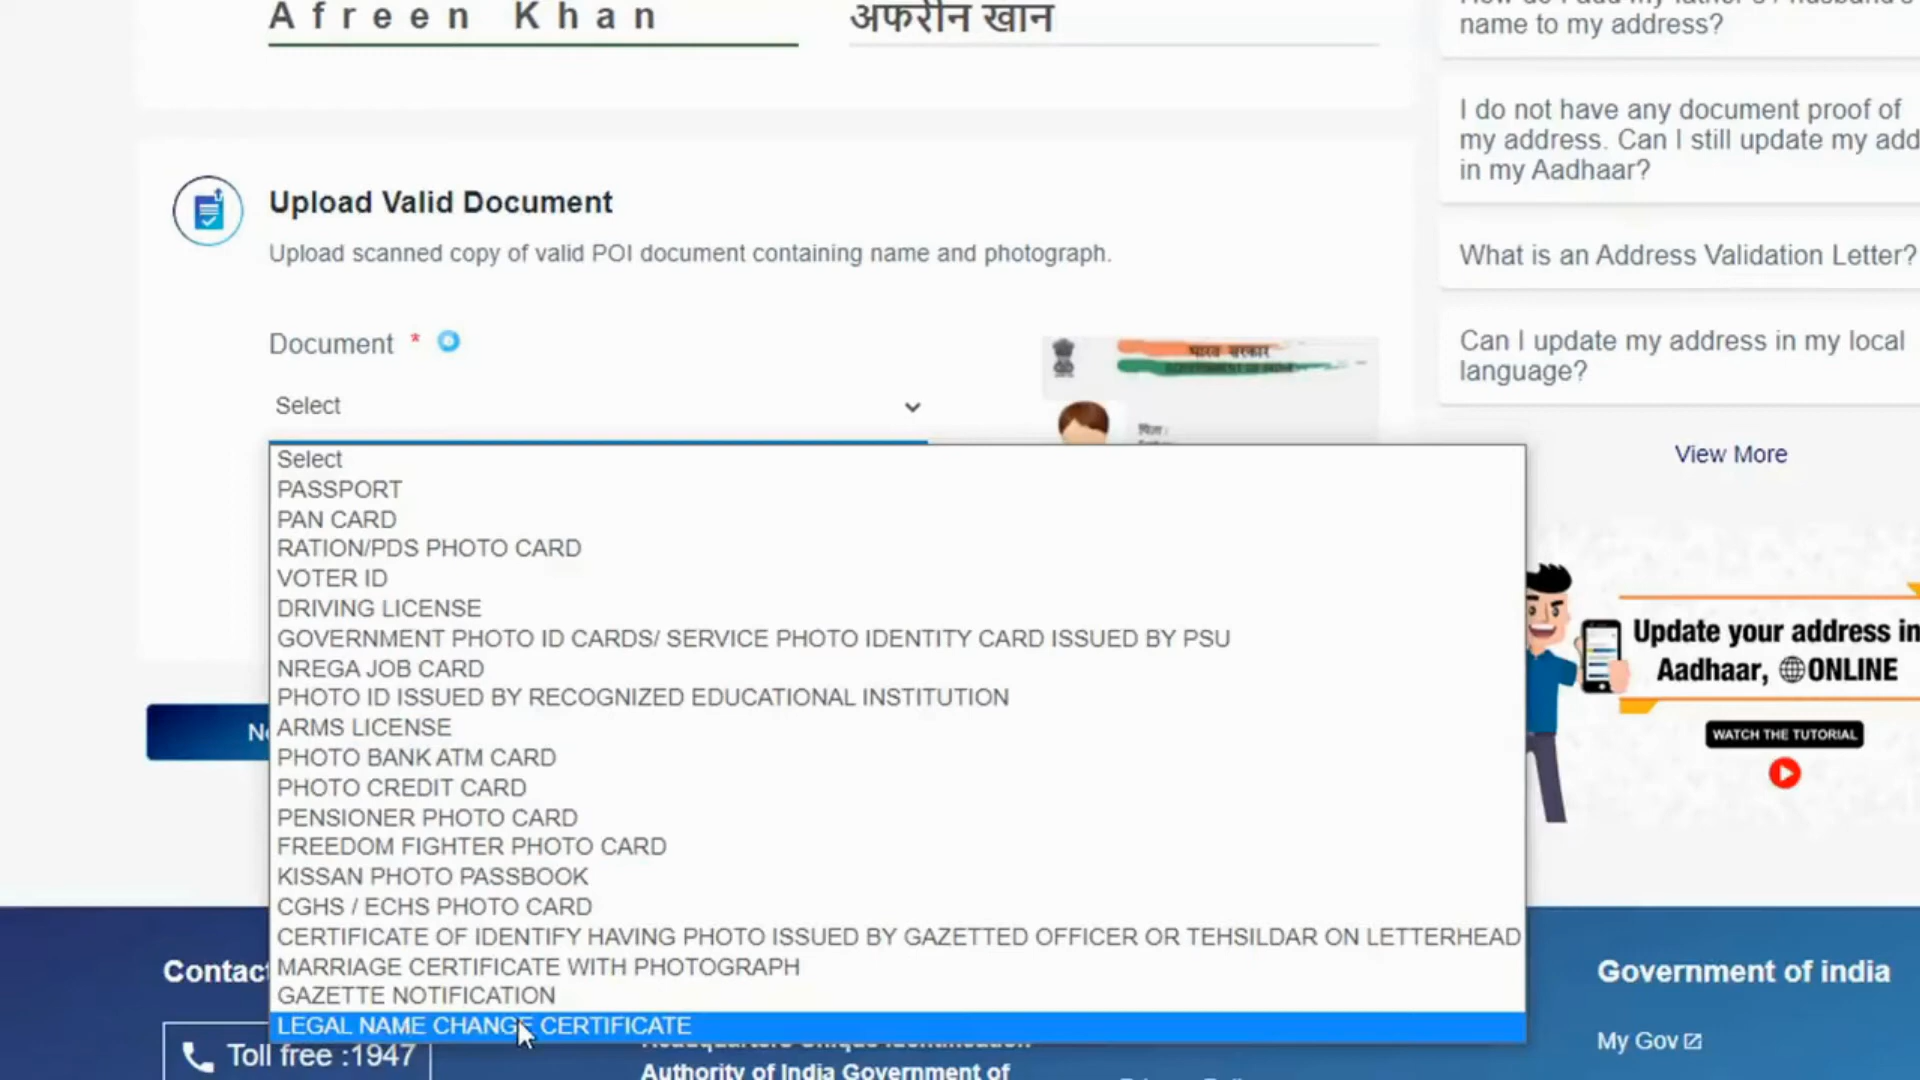 Afreen Khan
अफरीन खान
name to my address?
I do not have any document proof of
my address. Can I still update my add
in my Aadhaar?
What is an Address Validation Letter?
Can I update my address in my local
language?
View More
Upload Valid Document
Upload scanned copy of valid POI document containing name and photograph.
Document *
भारत सरकार
GOVERNMENT OF INDIA
पिता :
Select
Select
PASSPORT
PAN CARD
RATION/PDS PHOTO CARD
VOTER ID
DRIVING LICENSE
GOVERNMENT PHOTO ID CARDS/ SERVICE PHOTO IDENTITY CARD ISSUED BY PSU
NREGA JOB CARD
PHOTO ID ISSUED BY RECOGNIZED EDUCATIONAL INSTITUTION
ARMS LICENSE
PHOTO BANK ATM CARD
PHOTO CREDIT CARD
PENSIONER PHOTO CARD
FREEDOM FIGHTER PHOTO CARD
KISSAN PHOTO PASSBOOK
CGHS / ECHS PHOTO CARD
CERTIFICATE OF IDENTIFY HAVING PHOTO ISSUED BY GAZETTED OFFICER OR TEHSILDAR ON LETTERHEAD
MARRIAGE CERTIFICATE WITH PHOTOGRAPH
GAZETTE NOTIFICATION
LEGAL NAME CHANGE CERTIFICATE
Update your address in
Aadhaar, ONLINE
WATCH THE TUTORIAL
Contac
Toll free :1947
Authority of India Government of
Government of india
My Gov